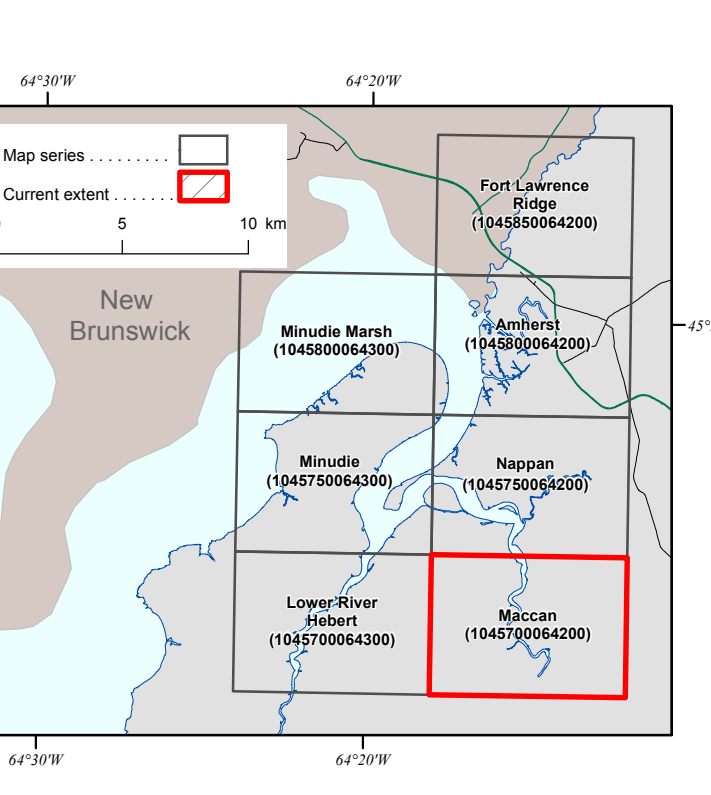 64°30'W
64°20'W
Map series . . . . . . . . .
Current extent . . . . . . .
5
10 km
Fort Lawrence
Ridge
(1045850064200)
New
Brunswick
Minudie Marsh
(1045800064300)
Amherst
(1045800064200)
45°
Minudie
(1045750064300)
Nappan
(1045750064200)
Lower River
Hebert
(1045700064300)
Maccan
(1045700064200)
64°30'W
64°20'W